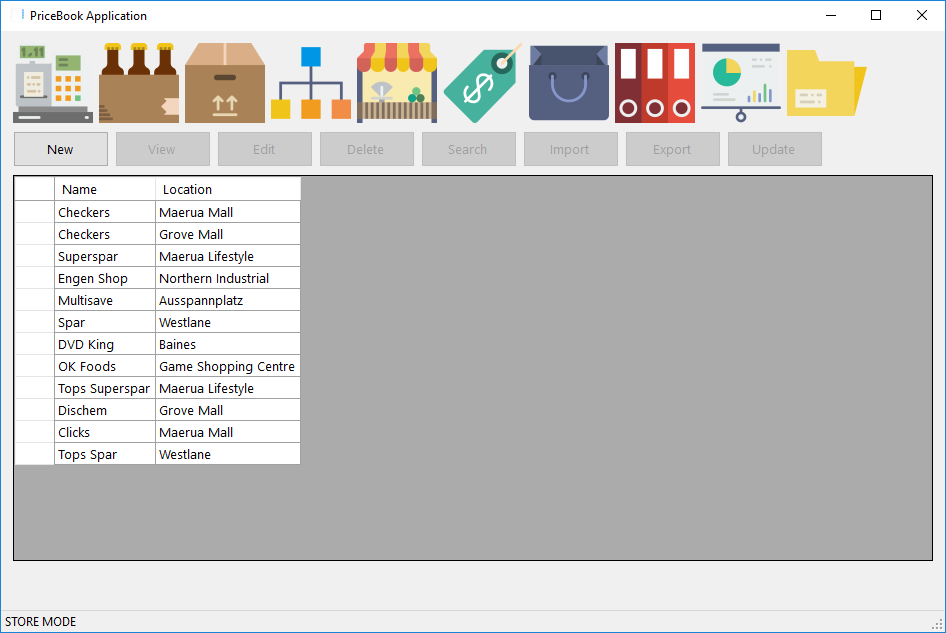 PriceBook Application
1,11
New View Edit Delete Search Import Export Update
Name Location
Checkers Maerua Mall
Checkers Grove Mall
Superspar Maerua Lifestyle
Engen Shop Northern Industrial
Multisave Ausspannplatz
Spar Westlane
DVD King Baines
OK Foods Game Shopping Centre
Tops Superspar Maerua Lifestyle
Dischem Grove Mall
Clicks Maerua Mall
Tops Spar Westlane
STORE MODE